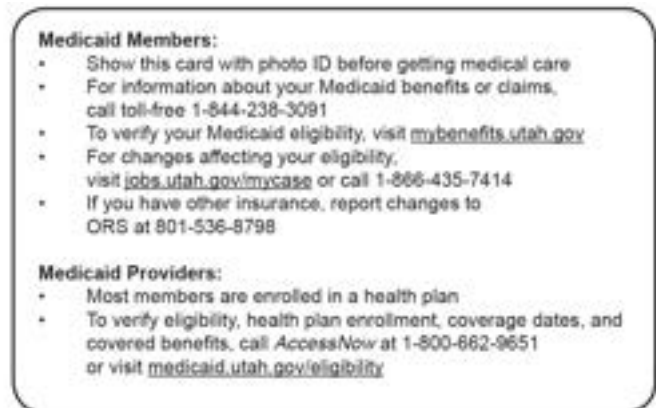 Medicaid Members:
• Show this card with photo ID before getting medical care
• For information about your Medicaid benefits or claims,
call toll-free 1-844-238-3091
• To verify your Medicaid eligibility, visit mybenefits.utah.gov
• For changes affecting your eligibility,
visit jobs.utah.gov/mycase or call 1-866-435-7414
• If you have other insurance, report changes to
ORS at 801-536-8798
Medicaid Providers:
• Most members are enrolled in a health plan
• To verify eligibility, health plan enrollment, coverage dates, and
covered benefits, call AccessNow at 1-800-662-9651
or visit medicaid.utah.gov/eligibility